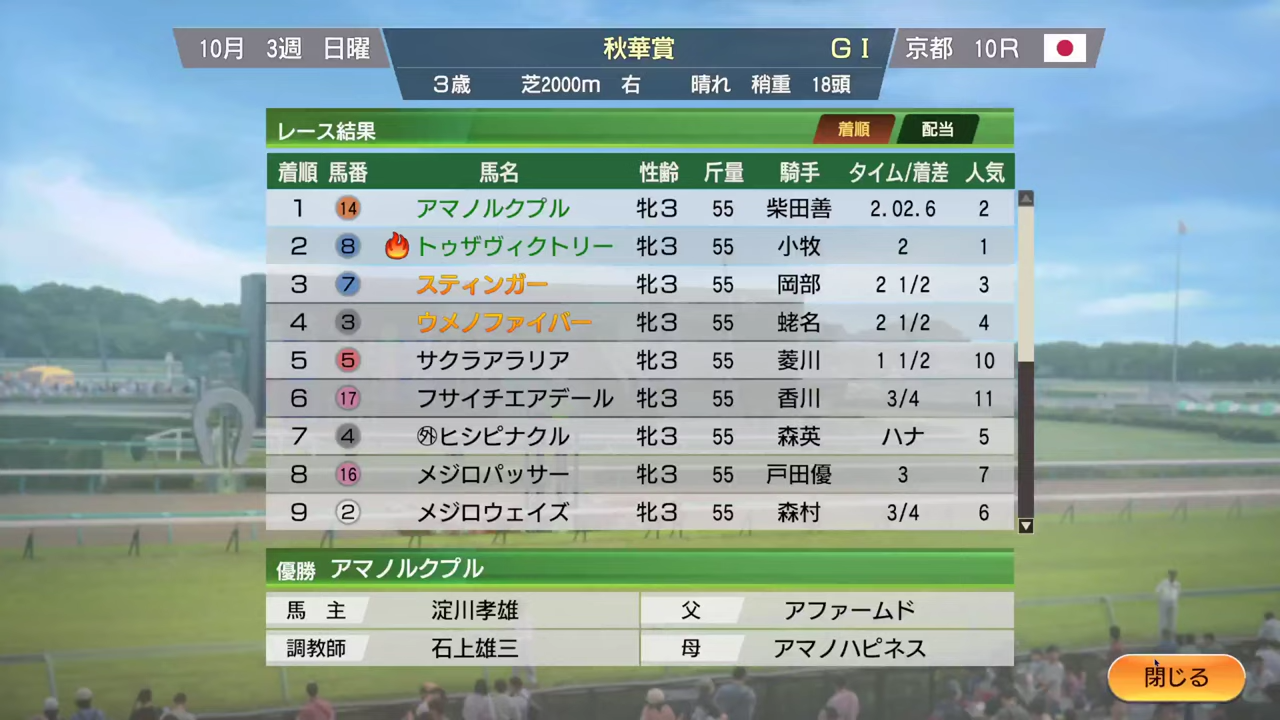 10月 3週 日曜 秋華賞 GⅠ 京都 10R
3歳 芝2000m 右 晴れ 稍重 18頭
レース結果 着順 配当
着順 馬番 馬名 性齢 斤量 騎手 タイム/着差 人気
1 14 アマノルクプル 牝3 55 柴田善 2.02.6 2
2 8 トゥザヴィクトリー 牝3 55 小牧 2 1
3 7 スティンガー 牝3 55 岡部 2 1/2 3
4 3 ウメノファイバー 牝3 55 蛯名 2 1/2 4
5 5 サクラアラリア 牝3 55 菱川 1 1/2 10
6 17 フサイチエアデール 牝3 55 香川 3/4 11
7 4 ㊕ヒシピナクル 牝3 55 森英 ハナ 5
8 16 メジロパッサー 牝3 55 戸田優 3 7
9 2 メジロウェイズ 牝3 55 森村 3/4 6
優勝 アマノルクプル
馬主 淀川孝雄 父 アファームド
調教師 石上雄三 母 アマノハピネス
閉じる